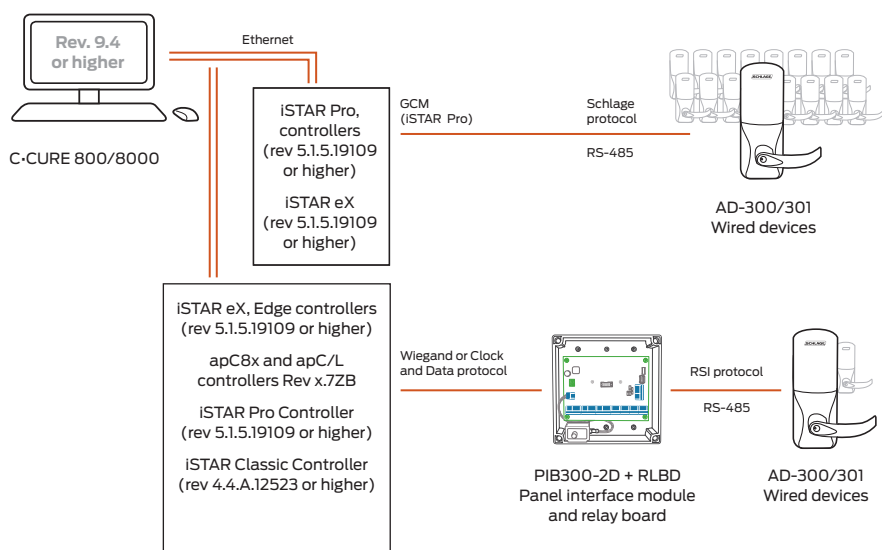 Rev. 9.4
or higher
C•CURE 800/8000
Ethernet
iSTAR Pro,
controllers
(rev 5.1.5.19109
or higher)
iSTAR eX
(rev 5.1.5.19109
or higher)
GCM
(iSTAR Pro)
Schlage
protocol
RS-485
SCHLAGE
AD-300/301
Wired devices
iSTAR eX, Edge controllers
(rev 5.1.5.19109 or higher)
apC8x and apC/L
controllers Rev x.7ZB
iSTAR Pro Controller
(rev 5.1.5.19109 or higher)
iSTAR Classic Controller
(rev 4.4.A.12523 or higher)
Wiegand or Clock
and Data protocol
PIB300-2D + RLBD
Panel interface module
and relay board
RSI protocol
RS-485
SCHLAGE
AD-300/301
Wired devices